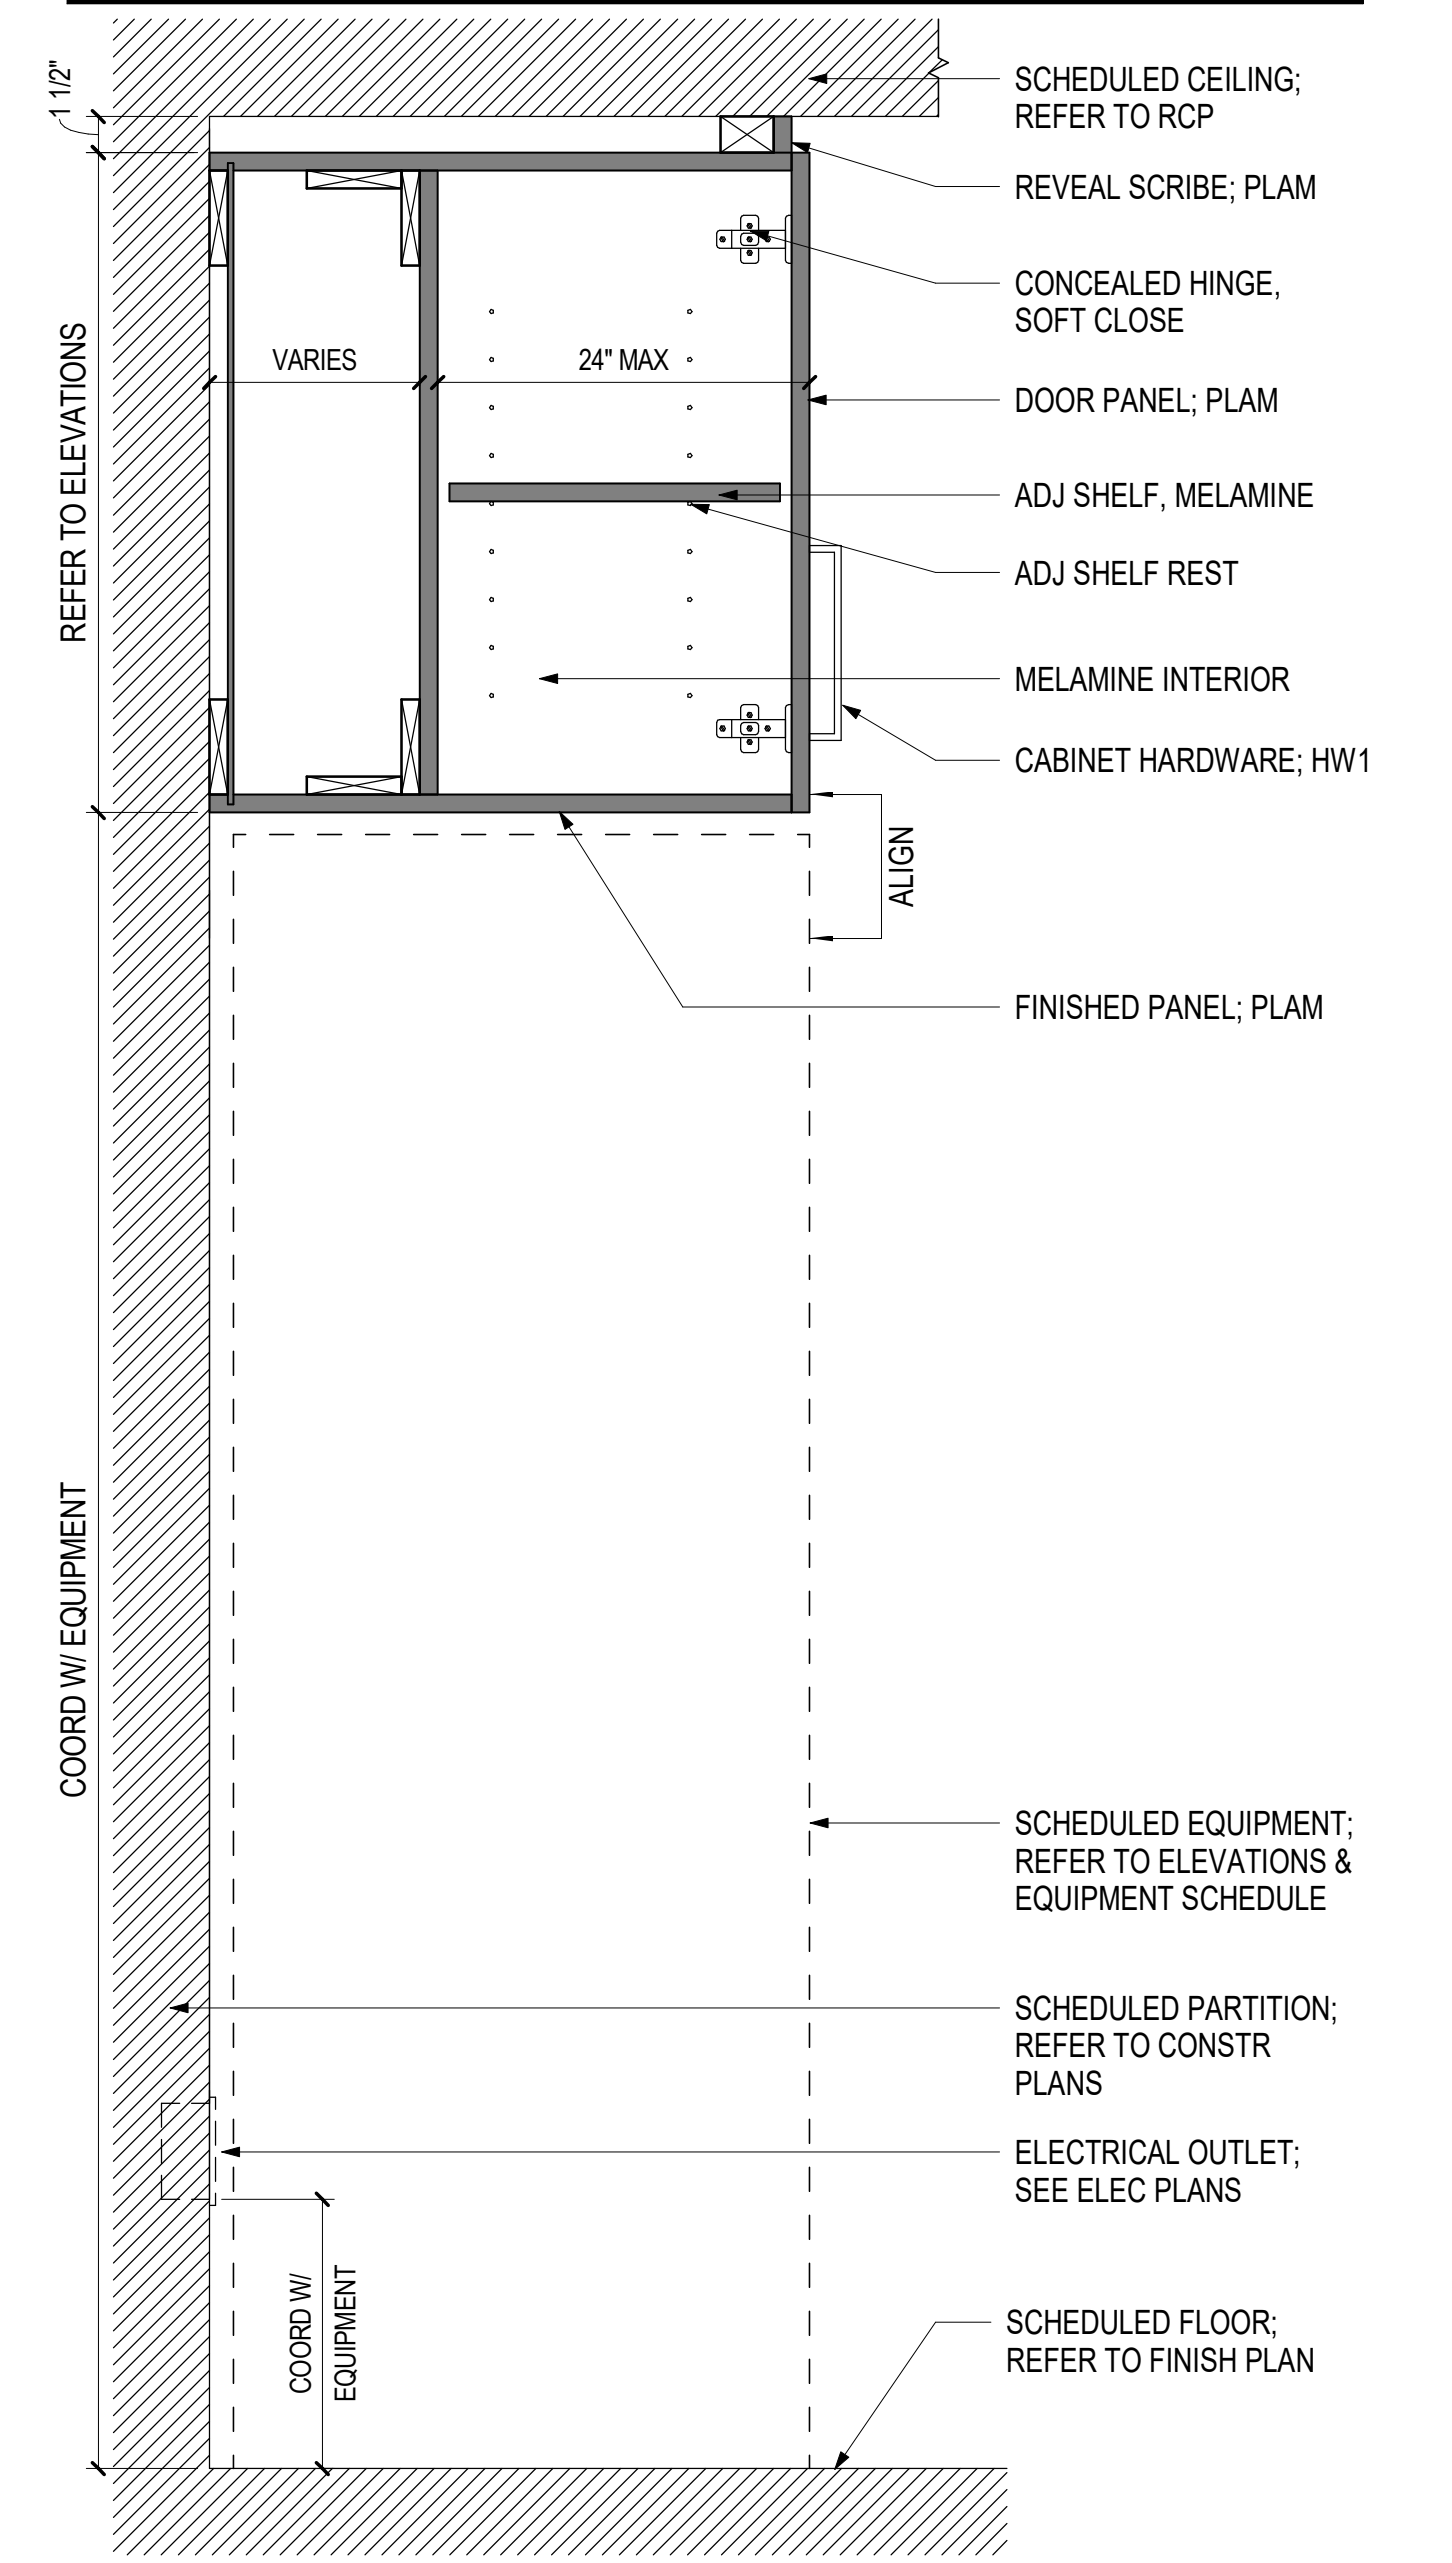 1 1/2"
SCHEDULED CEILING;
REFER TO RCP
REVEAL SCRIBE; PLAM
CONCEALED HINGE,
SOFT CLOSE
REFER TO ELEVATIONS
VARIES
24" MAX
DOOR PANEL; PLAM
ADJ SHELF, MELAMINE
ADJ SHELF REST
MELAMINE INTERIOR
CABINET HARDWARE; HW1
ALIGN
FINISHED PANEL; PLAM
COORD W/ EQUIPMENT
SCHEDULED EQUIPMENT;
REFER TO ELEVATIONS &
EQUIPMENT SCHEDULE
SCHEDULED PARTITION;
REFER TO CONSTR
PLANS
ELECTRICAL OUTLET;
SEE ELEC PLANS
COORD W/
EQUIPMENT
SCHEDULED FLOOR;
REFER TO FINISH PLAN